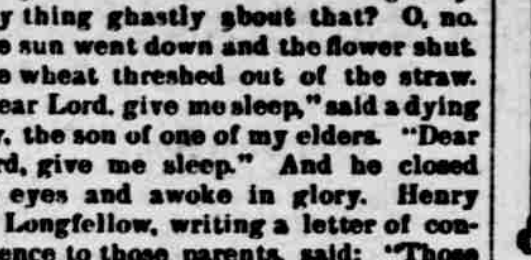 y thing ghastly about that? O, no.
e sun went down and the flower shut
e wheat threshed out of the straw.
ear Lord. give me sleep," said a dying
y. the son of one of my elders. "Dear
rd, give me sleep." And he closed
eyes and awoke in glory. Henry
Longfellow, writing a letter of con-
ence to those parents, said: "Those